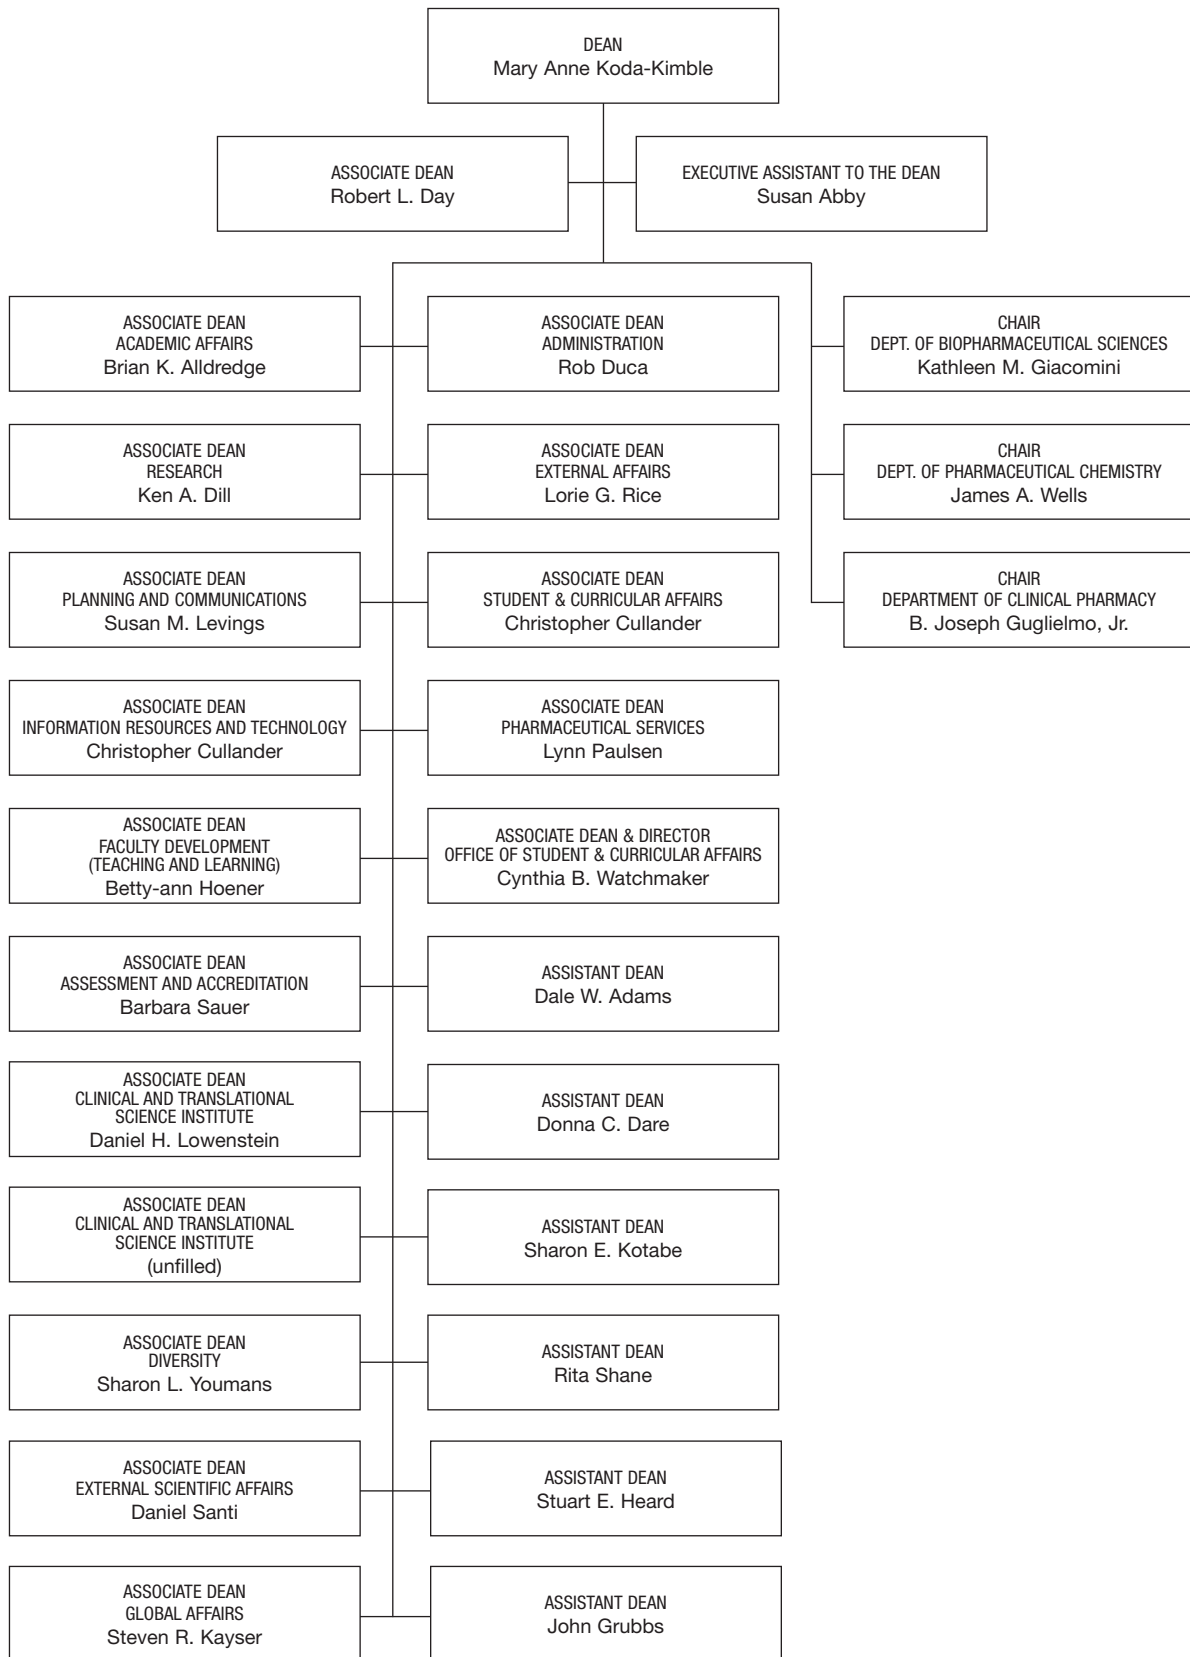 DEAN
Mary Anne Koda-Kimble
ASSOCIATE DEAN
Robert L. Day
EXECUTIVE ASSISTANT TO THE DEAN
Susan Abby
ASSOCIATE DEAN
ACADEMIC AFFAIRS
Brian K. Alldredge
ASSOCIATE DEAN
ADMINISTRATION
Rob Duca
CHAIR
DEPT. OF BIOPHARMACEUTICAL SCIENCES
Kathleen M. Giacomini
ASSOCIATE DEAN
RESEARCH
Ken A. Dill
ASSOCIATE DEAN
EXTERNAL AFFAIRS
Lorie G. Rice
CHAIR
DEPT. OF PHARMACEUTICAL CHEMISTRY
James A. Wells
ASSOCIATE DEAN
PLANNING AND COMMUNICATIONS
Susan M. Levings
ASSOCIATE DEAN
STUDENT & CURRICULAR AFFAIRS
Christopher Cullander
CHAIR
DEPARTMENT OF CLINICAL PHARMACY
B. Joseph Guglielmo, Jr.
ASSOCIATE DEAN
INFORMATION RESOURCES AND TECHNOLOGY
Christopher Cullander
ASSOCIATE DEAN
PHARMACEUTICAL SERVICES
Lynn Paulsen
ASSOCIATE DEAN
FACULTY DEVELOPMENT
(TEACHING AND LEARNING)
Betty-ann Hoener
ASSOCIATE DEAN & DIRECTOR
OFFICE OF STUDENT & CURRICULAR AFFAIRS
Cynthia B. Watchmaker
ASSOCIATE DEAN
ASSESSMENT AND ACCREDITATION
Barbara Sauer
ASSISTANT DEAN
Dale W. Adams
ASSOCIATE DEAN
CLINICAL AND TRANSLATIONAL
SCIENCE INSTITUTE
Daniel H. Lowenstein
ASSISTANT DEAN
Donna C. Dare
ASSOCIATE DEAN
CLINICAL AND TRANSLATIONAL
SCIENCE INSTITUTE
(unfilled)
ASSISTANT DEAN
Sharon E. Kotabe
ASSOCIATE DEAN
DIVERSITY
Sharon L. Youmans
ASSISTANT DEAN
Rita Shane
ASSOCIATE DEAN
EXTERNAL SCIENTIFIC AFFAIRS
Daniel Santi
ASSISTANT DEAN
Stuart E. Heard
ASSOCIATE DEAN
GLOBAL AFFAIRS
Steven R. Kayser
ASSISTANT DEAN
John Grubbs